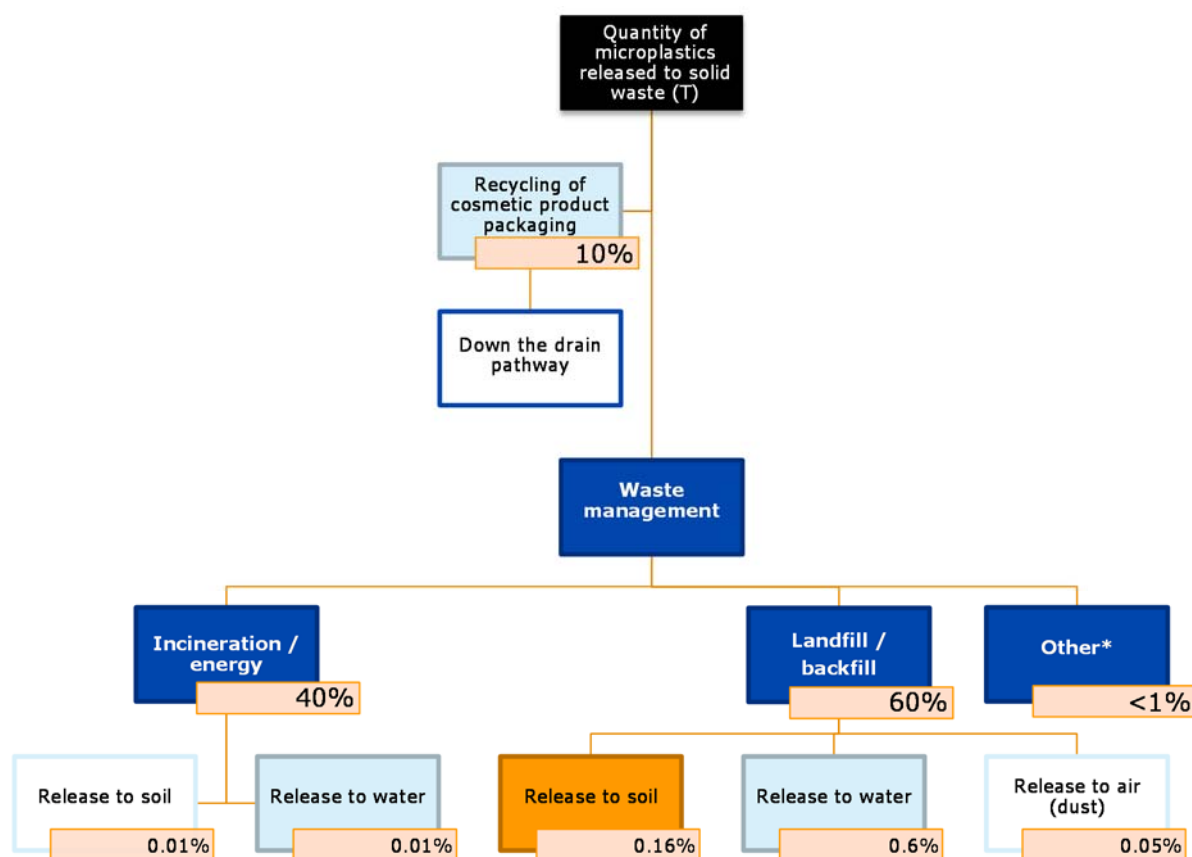 Quantity of
microplastics
released to solid
waste (T)
Recycling of
cosmetic product
packaging
10%
Down the drain
pathway
Waste
management
Incineration /
energy
40%
Landfill /
backfill
60%
Other*
<1%
Release to soil
0.01%
Release to water
0.01%
Release to soil
0.16%
Release to water
0.6%
Release to air
(dust)
0.05%